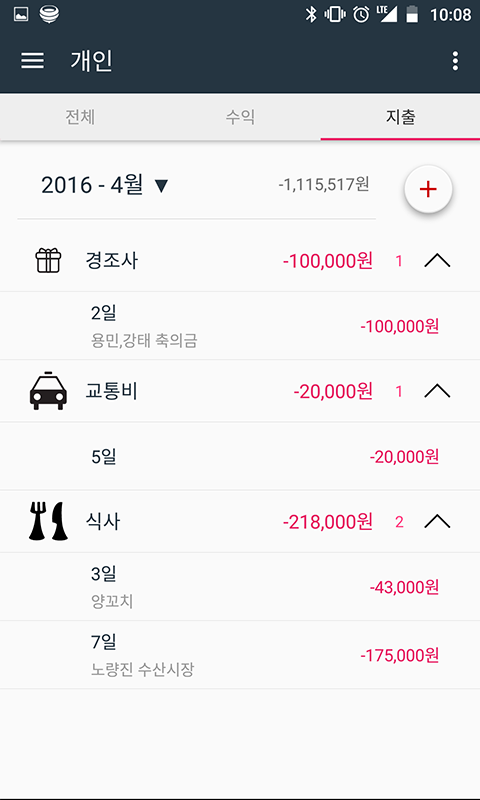 LTE 10:08
개인
전체 수익 지출
2016 - 4월 ▼ -1,115,517원 +
경조사 -100,000원 1
2일
용민,강태 축의금
-100,000원
교통비 -20,000원 1
5일 -20,000원
식사 -218,000원 2
3일
양꼬치
-43,000원
7일
노량진 수산시장
-175,000원